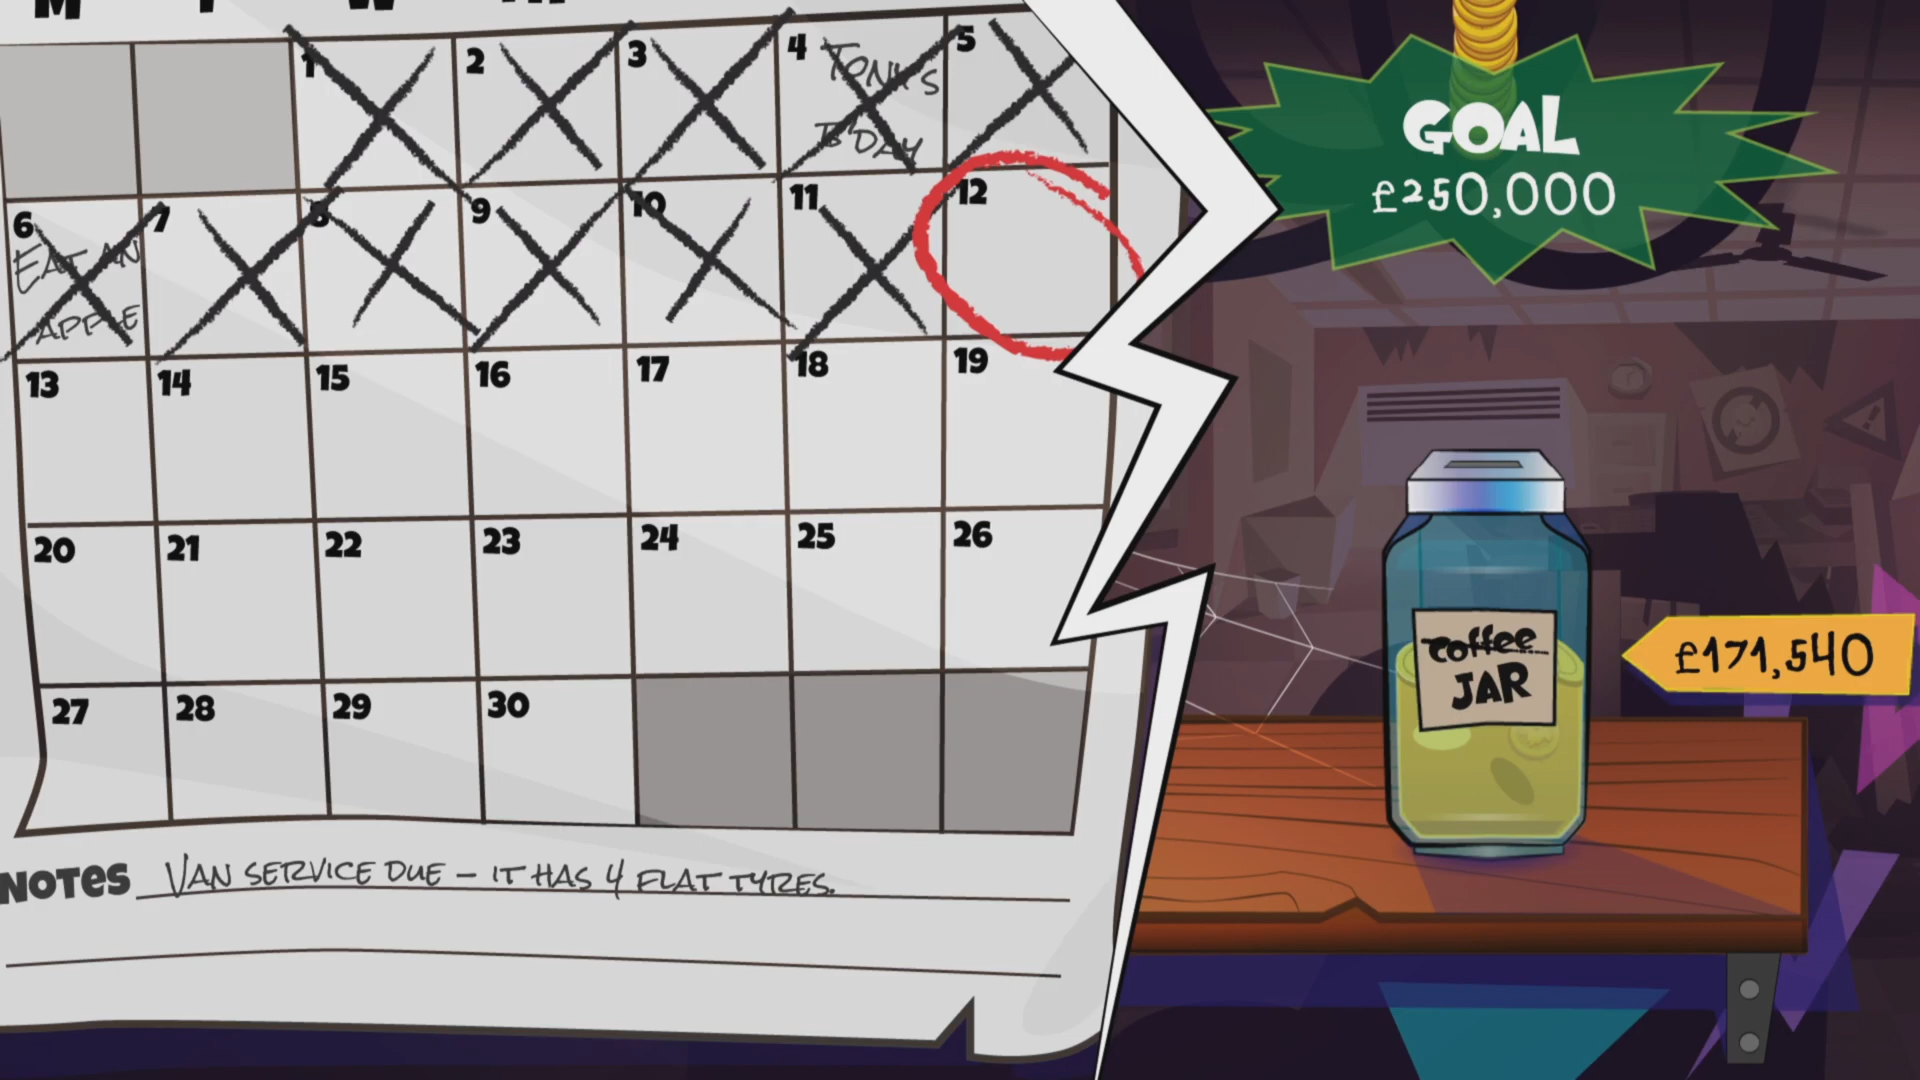 M T W
1 2 3 4 5
TONY'S
B'DAY
6 7 8 9 10 11 12
EAT AN
APPLE
13 14 15 16 17 18 19
20 21 22 23 24 25 26
27 28 29 30
NOTES VAN SERVICE DUE – IT HAS 4 FLAT TYRES.
GOAL
£250,000
Coffee
JAR
£171,540